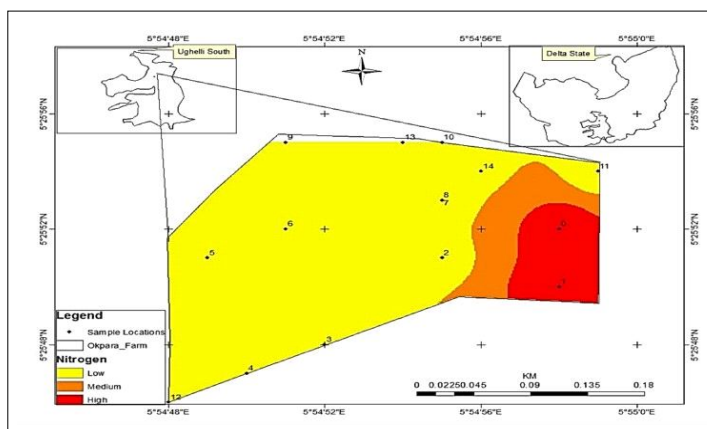 5°54'48"E 5°54'52"E 5°54'56"E 5°55'0"E
Ughelli South
Delta State
N
5°25'56"N 5°25'56"N
9 13 10
14 11
8
7
6 0
5°25'52"N 5°25'52"N
5 2
1
Legend
Sample Locations
Okpara_Farm
Nitrogen
Low
Medium
High
3
5°25'48"N 5°25'48"N
4
12
KM
0 0.0225 0.045 0.09 0.135 0.18
5°54'48"E 5°54'52"E 5°54'56"E 5°55'0"E